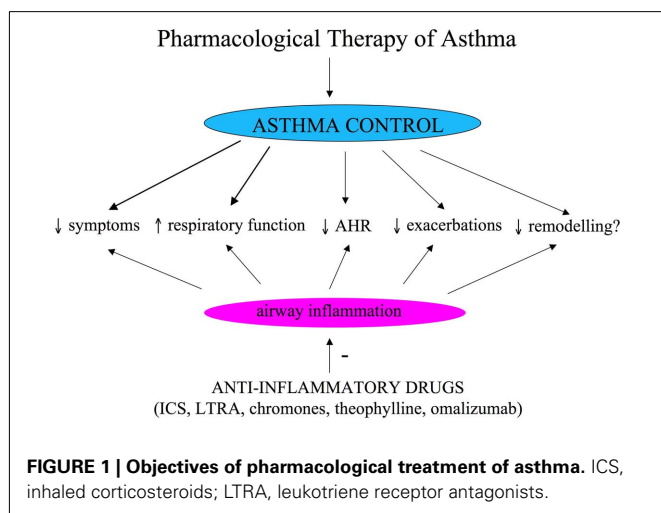 Pharmacological Therapy of Asthma
ASTHMA CONTROL
↓ symptoms ↑ respiratory function ↓ AHR ↓ exacerbations ↓ remodelling?
airway inflammation
-
ANTI-INFLAMMATORY DRUGS
(ICS, LTRA, chromones, theophylline, omalizumab)
FIGURE 1 | Objectives of pharmacological treatment of asthma. ICS,
inhaled corticosteroids; LTRA, leukotriene receptor antagonists.